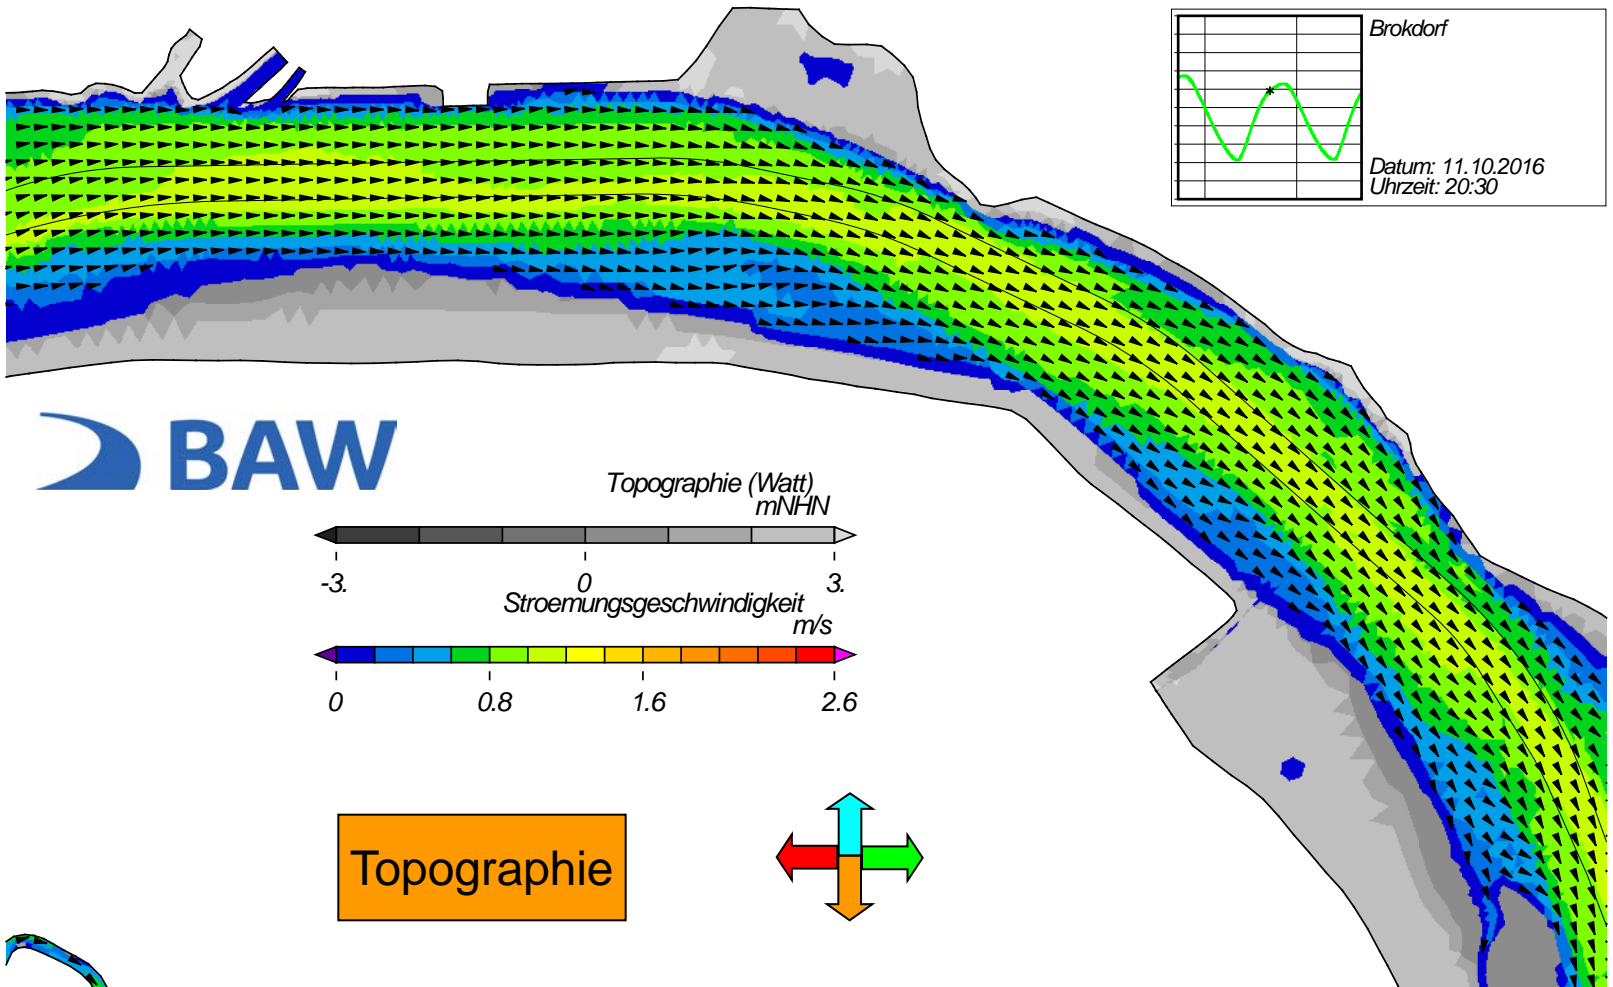 Brokdorf
Datum: 11.10.2016
Uhrzeit: 20:30
BAW
Topographie (Watt)
mNHN
-3. 0 3.
Stroemungsgeschwindigkeit
m/s
0 0.8 1.6 2.6
Topographie